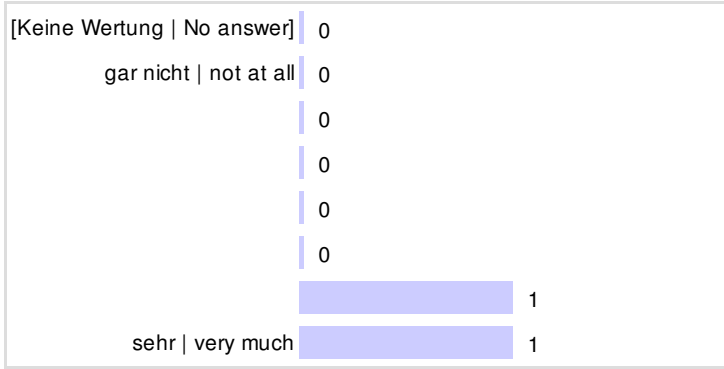 [Keine Wertung | No answer] 0
gar nicht | not at all 0
0
0
0
0
1
sehr | very much 1